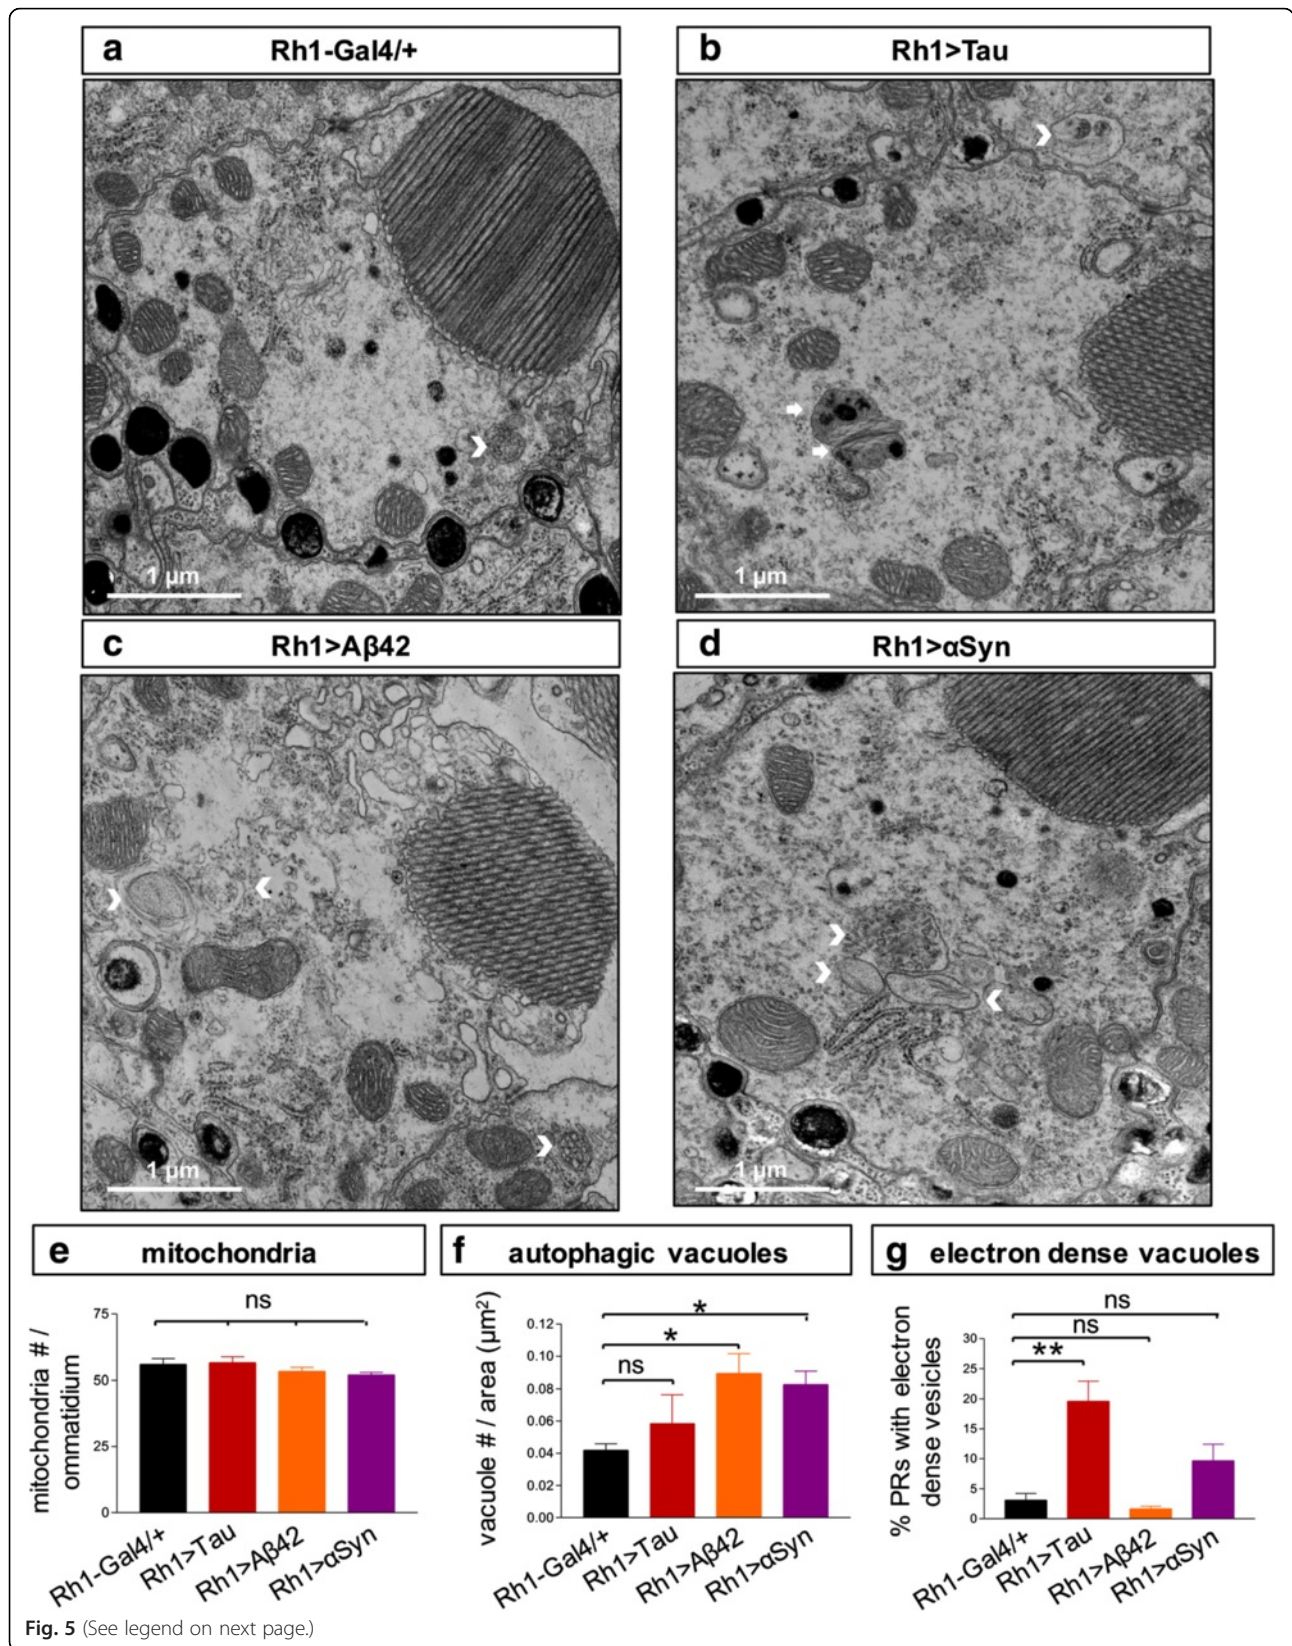 a Rh1-Gal4/+
b Rh1>Tau
1 µm
1 µm
c Rh1>Aβ42
d Rh1>αSyn
1 µm
1 µm
e mitochondria
ns
75
50
25
0
mitochondria # /
ommatidium
Rh1-Gal4/+
Rh1>Tau
Rh1>Aβ42
Rh1>αSyn
f autophagic vacuoles
*
*
ns
0.12
0.10
0.08
0.06
0.04
0.02
0.00
vacuole # / area (µm²)
Rh1-Gal4/+
Rh1>Tau
Rh1>Aβ42
Rh1>αSyn
g electron dense vacuoles
ns
ns
**
30
25
20
15
10
5
0
% PRs with electron
dense vesicles
Rh1-Gal4/+
Rh1>Tau
Rh1>Aβ42
Rh1>αSyn
Fig. 5 (See legend on next page.)